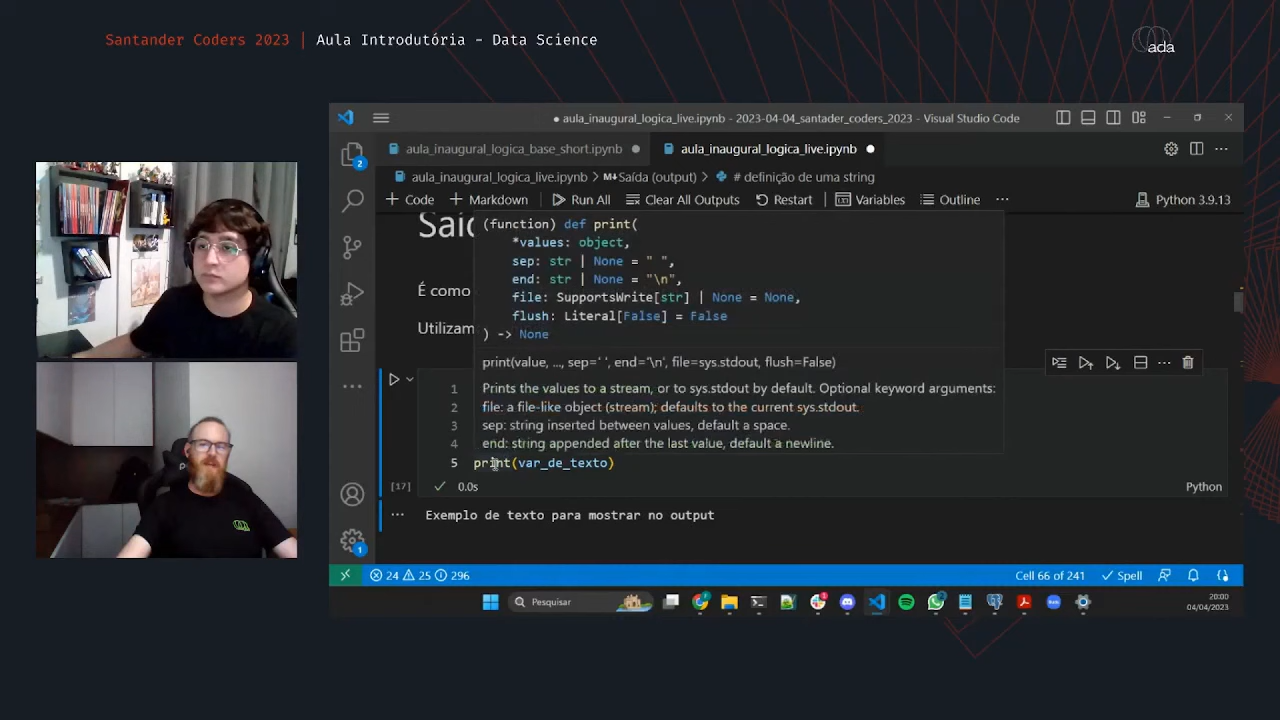 Santander Coders 2023 | Aula Introdutória - Data Science
ada
● aula_inaugural_logica_live.ipynb - 2023-04-04_santader_coders_2023 - Visual Studio Code
aula_inaugural_logica_base_short.ipynb ●
aula_inaugural_logica_live.ipynb ●
aula_inaugural_logica_live.ipynb > M↓ Saída (output) > # definição de uma string
+ Code + Markdown Run All Clear All Outputs Restart Variables Outline ... Python 3.9.13
2
Saí
(function) def print(
*values: object,
sep: str | None = " ",
end: str | None = "\n",
file: SupportsWrite[str] | None = None,
flush: Literal[False] = False
) -> None
É como
Utilizam
print(value, ..., sep=' ', end='\n', file=sys.stdout, flush=False)
Prints the values to a stream, or to sys.stdout by default. Optional keyword arguments:
file: a file-like object (stream); defaults to the current sys.stdout.
sep: string inserted between values, default a space.
end: string appended after the last value, default a newline.
1
2
3
4
5 print(var_de_texto)
[17] ✓ 0.0s Python
... Exemplo de texto para mostrar no output
1
24 25 296 Cell 66 of 241 ✓ Spell
Pesquisar
20:00
04/04/2023